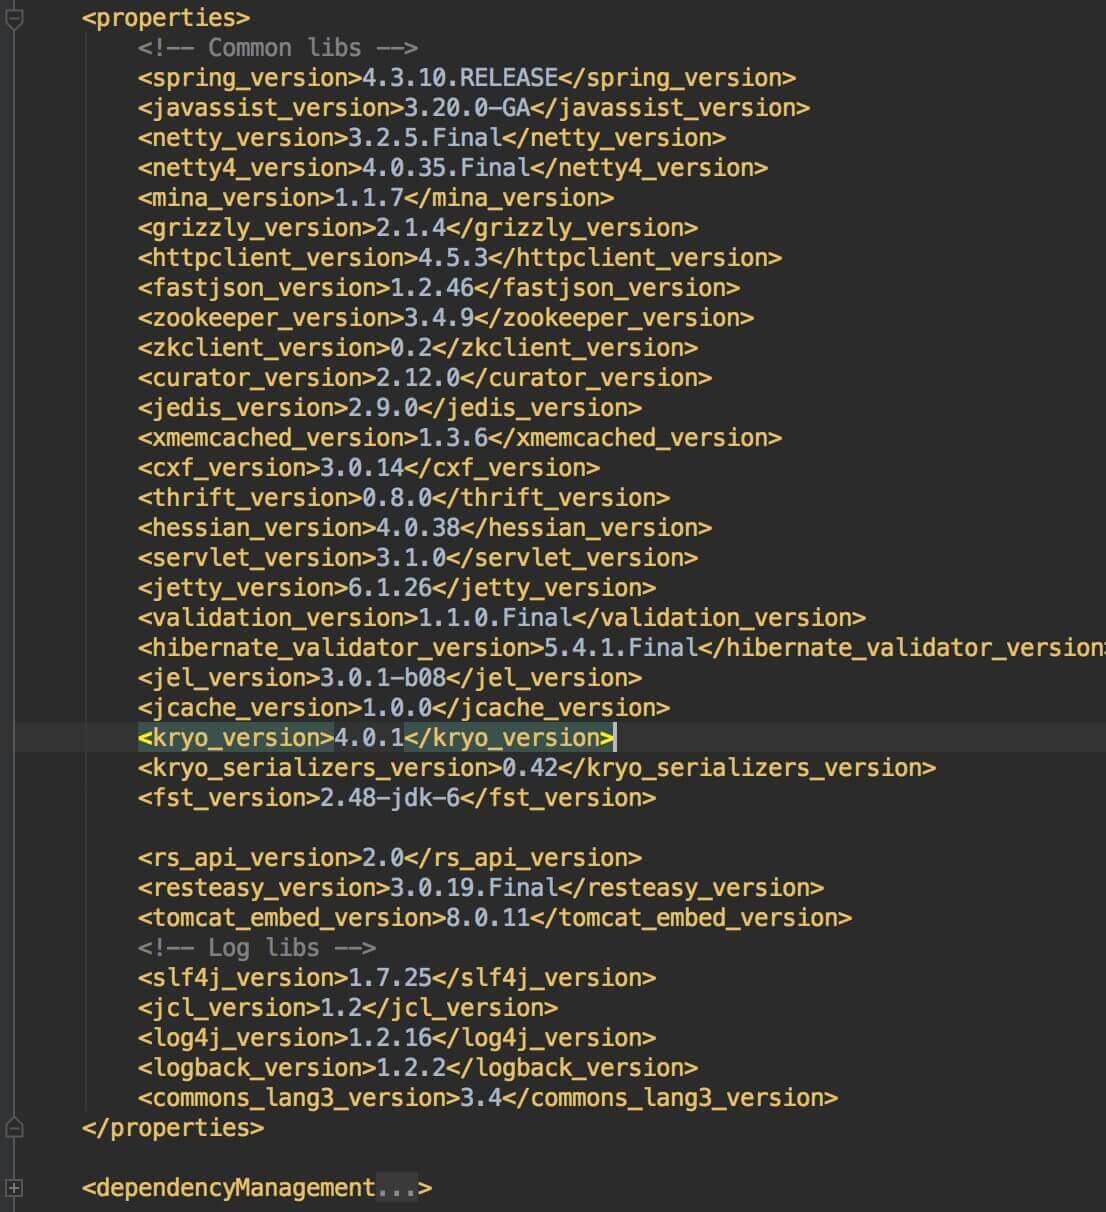 <properties>
<!-- Common libs -->
<spring_version>4.3.10.RELEASE</spring_version>
<javassist_version>3.20.0-GA</javassist_version>
<netty_version>3.2.5.Final</netty_version>
<netty4_version>4.0.35.Final</netty4_version>
<mina_version>1.1.7</mina_version>
<grizzly_version>2.1.4</grizzly_version>
<httpclient_version>4.5.3</httpclient_version>
<fastjson_version>1.2.46</fastjson_version>
<zookeeper_version>3.4.9</zookeeper_version>
<zkclient_version>0.2</zkclient_version>
<curator_version>2.12.0</curator_version>
<jedis_version>2.9.0</jedis_version>
<xmemcached_version>1.3.6</xmemcached_version>
<cxf_version>3.0.14</cxf_version>
<thrift_version>0.8.0</thrift_version>
<hessian_version>4.0.38</hessian_version>
<servlet_version>3.1.0</servlet_version>
<jetty_version>6.1.26</jetty_version>
<validation_version>1.1.0.Final</validation_version>
<hibernate_validator_version>5.4.1.Final</hibernate_validator_version>
<jel_version>3.0.1-b08</jel_version>
<jcache_version>1.0.0</jcache_version>
<kryo_version>4.0.1</kryo_version>
<kryo_serializers_version>0.42</kryo_serializers_version>
<fst_version>2.48-jdk-6</fst_version>
<rs_api_version>2.0</rs_api_version>
<resteasy_version>3.0.19.Final</resteasy_version>
<tomcat_embed_version>8.0.11</tomcat_embed_version>
<!-- Log libs -->
<slf4j_version>1.7.25</slf4j_version>
<jcl_version>1.2</jcl_version>
<log4j_version>1.2.16</log4j_version>
<logback_version>1.2.2</logback_version>
<commons_lang3_version>3.4</commons_lang3_version>
</properties>
<dependencyManagement...>